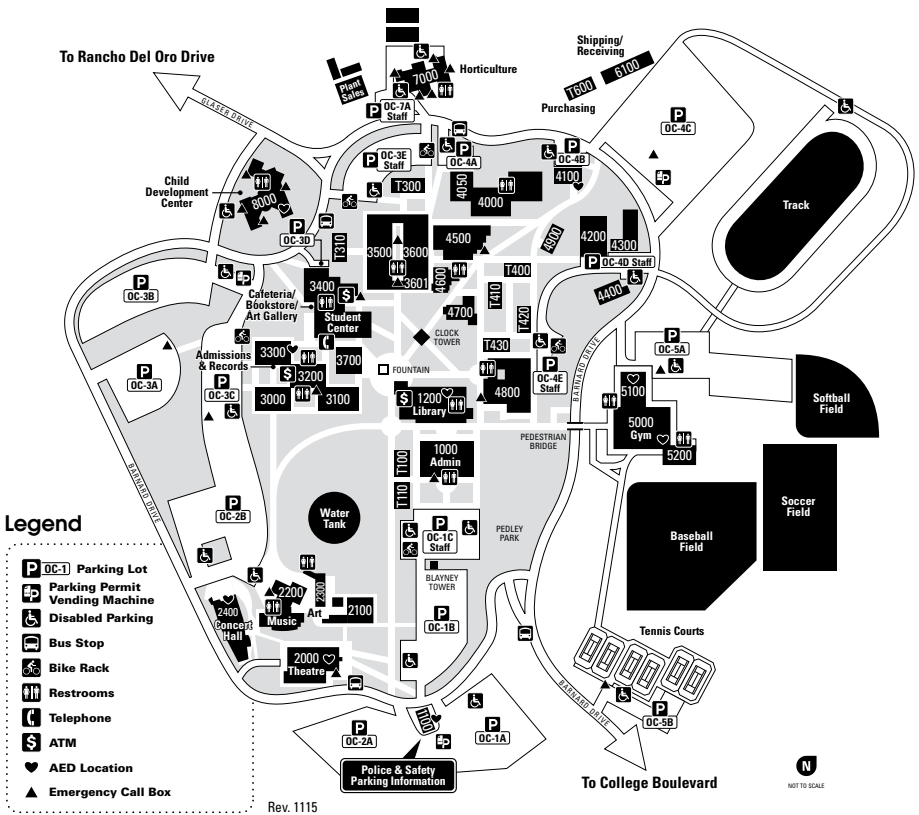 To Rancho Del Oro Drive
GLASER DRIVE
Plant
Sales
7000
Horticulture
OC-7A
Staff
Shipping/
Receiving
T600
6100
Purchasing
OC-4C
Track
OC-3E
Staff
OC-4A
OC-4B
4100
Child
Development
Center
8000
T300
4050
4000
OC-3D
T310
3500
3600
3601
4500
4900
4200
4300
OC-4D Staff
4400
OC-3B
3400
Cafeteria/
Bookstore/
Art Gallery
Student
Center
4600
T400
T410
T420
4700
CLOCK
TOWER
T430
OC-4E
Staff
BARNARD DRIVE
OC-5A
Softball
Field
Admissions
& Records
3300
3700
3200
3000
3100
OC-3A
OC-3C
FOUNTAIN
1200
Library
4800
5100
5000
Gym
5200
PEDESTRIAN
BRIDGE
1000
Admin
T100
T110
BARNARD DRIVE
OC-2B
Water
Tank
OC-1C
Staff
PEDLEY
PARK
Baseball
Field
Soccer
Field
BLAYNEY
TOWER
OC-1B
2400
Concert
Hall
2200
Music
2300
Art
2100
2000
Theatre
Tennis Courts
BARNARD DRIVE
OC-5B
OC-2A
1100
OC-1A
Police & Safety
Parking Information
To College Boulevard
N
NOT TO SCALE
Legend
P OC-1 Parking Lot
Parking Permit
Vending Machine
Disabled Parking
Bus Stop
Bike Rack
Restrooms
Telephone
$ ATM
AED Location
Emergency Call Box
Rev. 1115